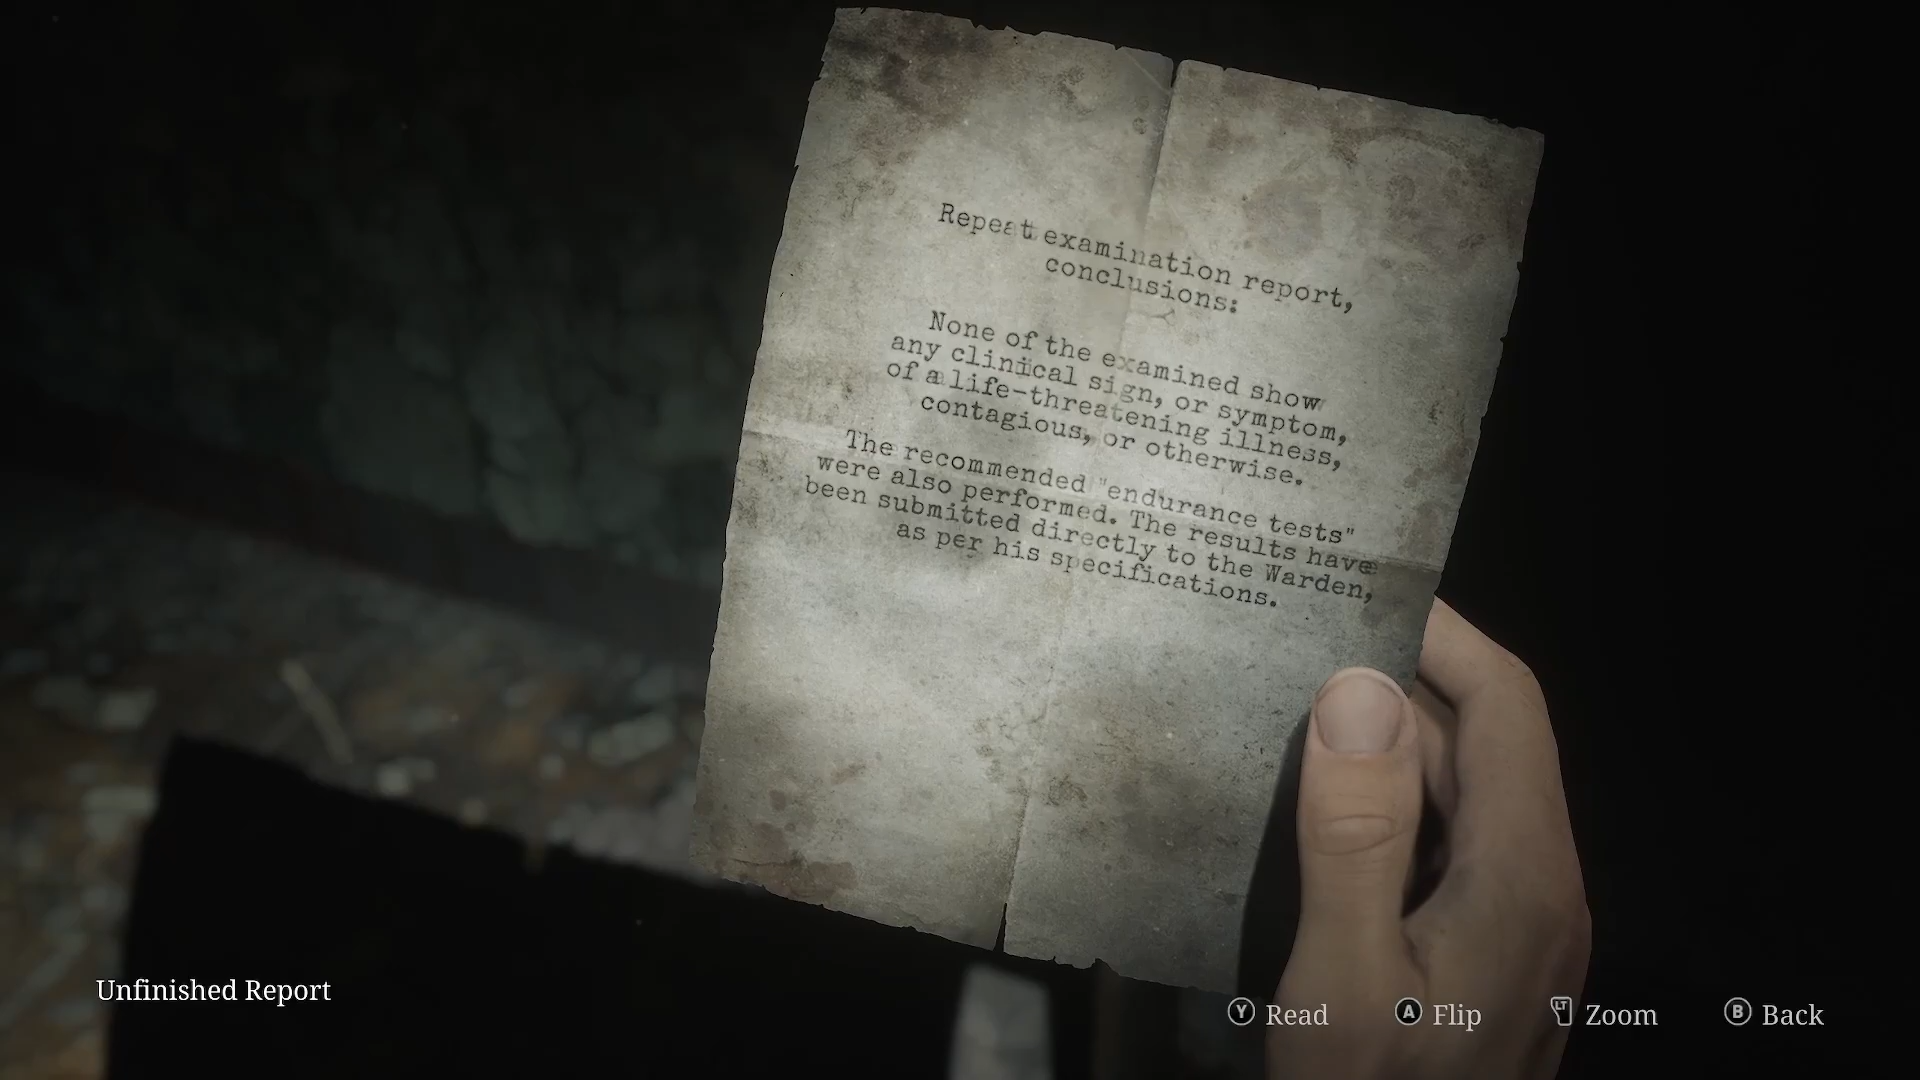 Repeat examination report,
conclusions:
None of the examined show
any clinical sign, or symptom,
of a life-threatening illness,
contagious, or otherwise.
The recommended "endurance tests"
were also performed. The results have
been submitted directly to the Warden,
as per his specifications.
Unfinished Report
Y Read
A Flip
LT Zoom
B Back